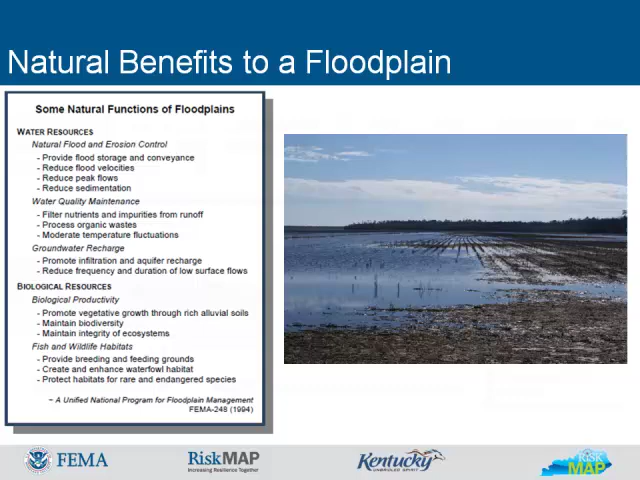 Natural Benefits to a Floodplain
Some Natural Functions of Floodplains
WATER RESOURCES
Natural Flood and Erosion Control
- Provide flood storage and conveyance
- Reduce flood velocities
- Reduce peak flows
- Reduce sedimentation
Water Quality Maintenance
- Filter nutrients and impurities from runoff
- Process organic wastes
- Moderate temperature fluctuations
Groundwater Recharge
- Promote infiltration and aquifer recharge
- Reduce frequency and duration of low surface flows
BIOLOGICAL RESOURCES
Biological Productivity
- Promote vegetative growth through rich alluvial soils
- Maintain biodiversity
- Maintain integrity of ecosystems
Fish and Wildlife Habitats
- Provide breeding and feeding grounds
- Create and enhance waterfowl habitat
- Protect habitats for rare and endangered species
~ A Unified National Program for Floodplain Management
FEMA-248 (1994)
FEMA
RiskMAP
Increasing Resilience Together
Kentucky
UNBRIDLED SPIRIT
RISK
MAP